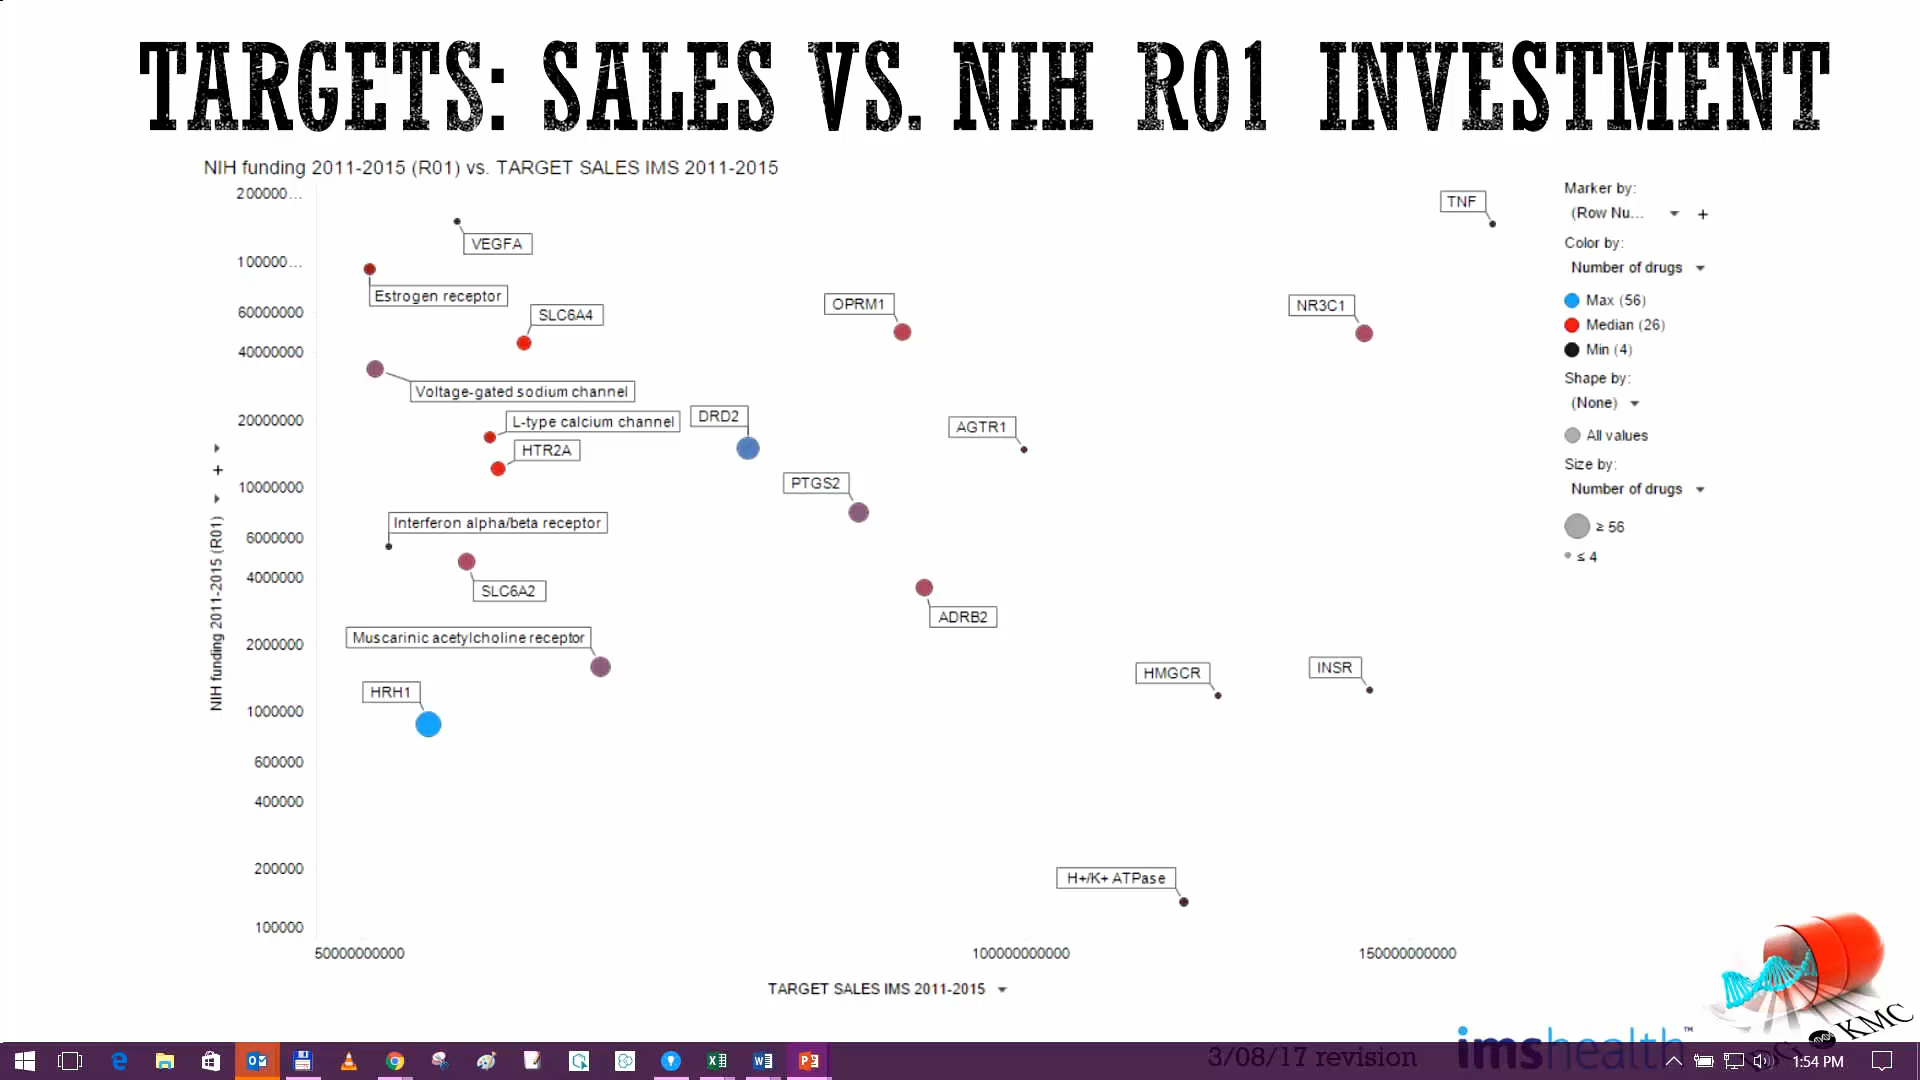 TARGETS: SALES VS. NIH R01 INVESTMENT
NIH funding 2011-2015 (R01) vs. TARGET SALES IMS 2011-2015
200000...
100000...
60000000
40000000
20000000
10000000
6000000
4000000
2000000
1000000
600000
400000
200000
100000
NIH funding 2011-2015 (R01)
+
TNF
VEGFA
Estrogen receptor
SLC6A4
OPRM1
NR3C1
Voltage-gated sodium channel
L-type calcium channel
DRD2
AGTR1
HTR2A
PTGS2
Interferon alpha/beta receptor
SLC6A2
ADRB2
Muscarinic acetylcholine receptor
HMGCR
INSR
HRH1
H+/K+ ATPase
50000000000
100000000000
150000000000
TARGET SALES IMS 2011-2015
Marker by:
(Row Nu... +
Color by:
Number of drugs
Max (56)
Median (26)
Min (4)
Shape by:
(None)
All values
Size by:
Number of drugs
≥ 56
≤ 4
KMC
imshealth™
3/08/17 revision
1:54 PM